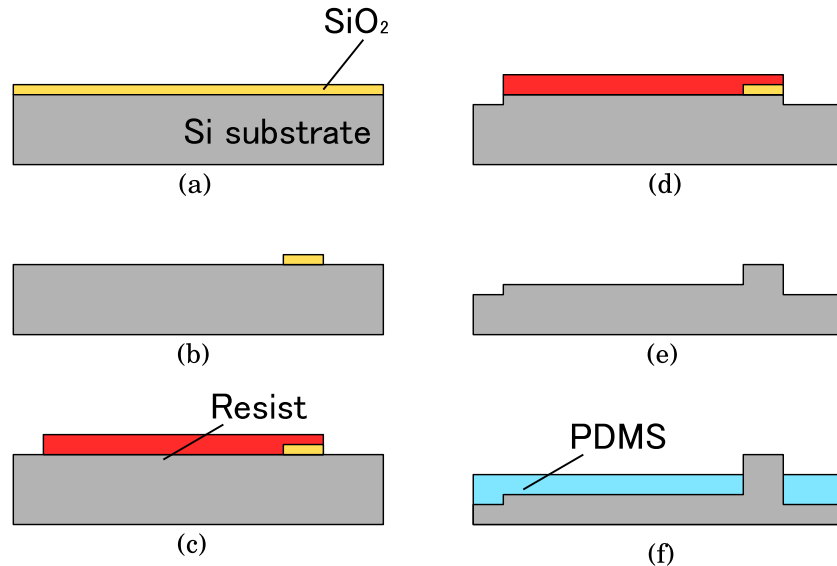 SiO₂
Si substrate
(a)
(b)
Resist
(c)
(d)
(e)
PDMS
(f)